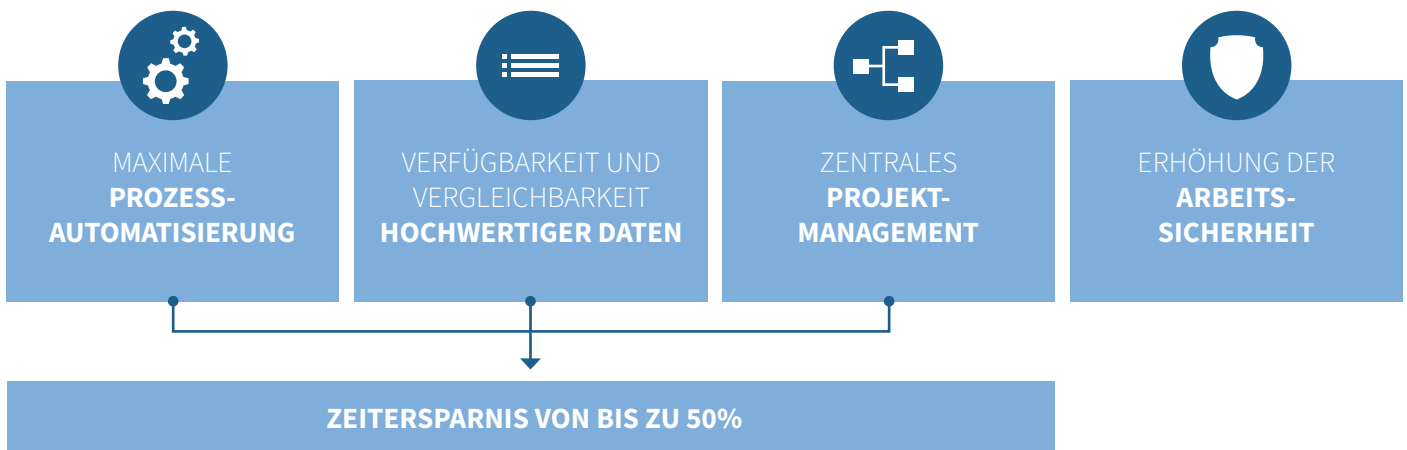 MAXIMALE
PROZESS-
AUTOMATISIERUNG
VERFÜGBARKEIT UND
VERGLEICHBARKEIT
HOCHWERTIGER DATEN
ZENTRALES
PROJEKT-
MANAGEMENT
ERHÖHUNG DER
ARBEITS-
SICHERHEIT
ZEITERSPARNIS VON BIS ZU 50%